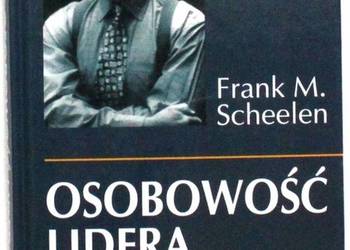 Frank M.
Scheelen
OSOBOWOŚĆ
LIDERA